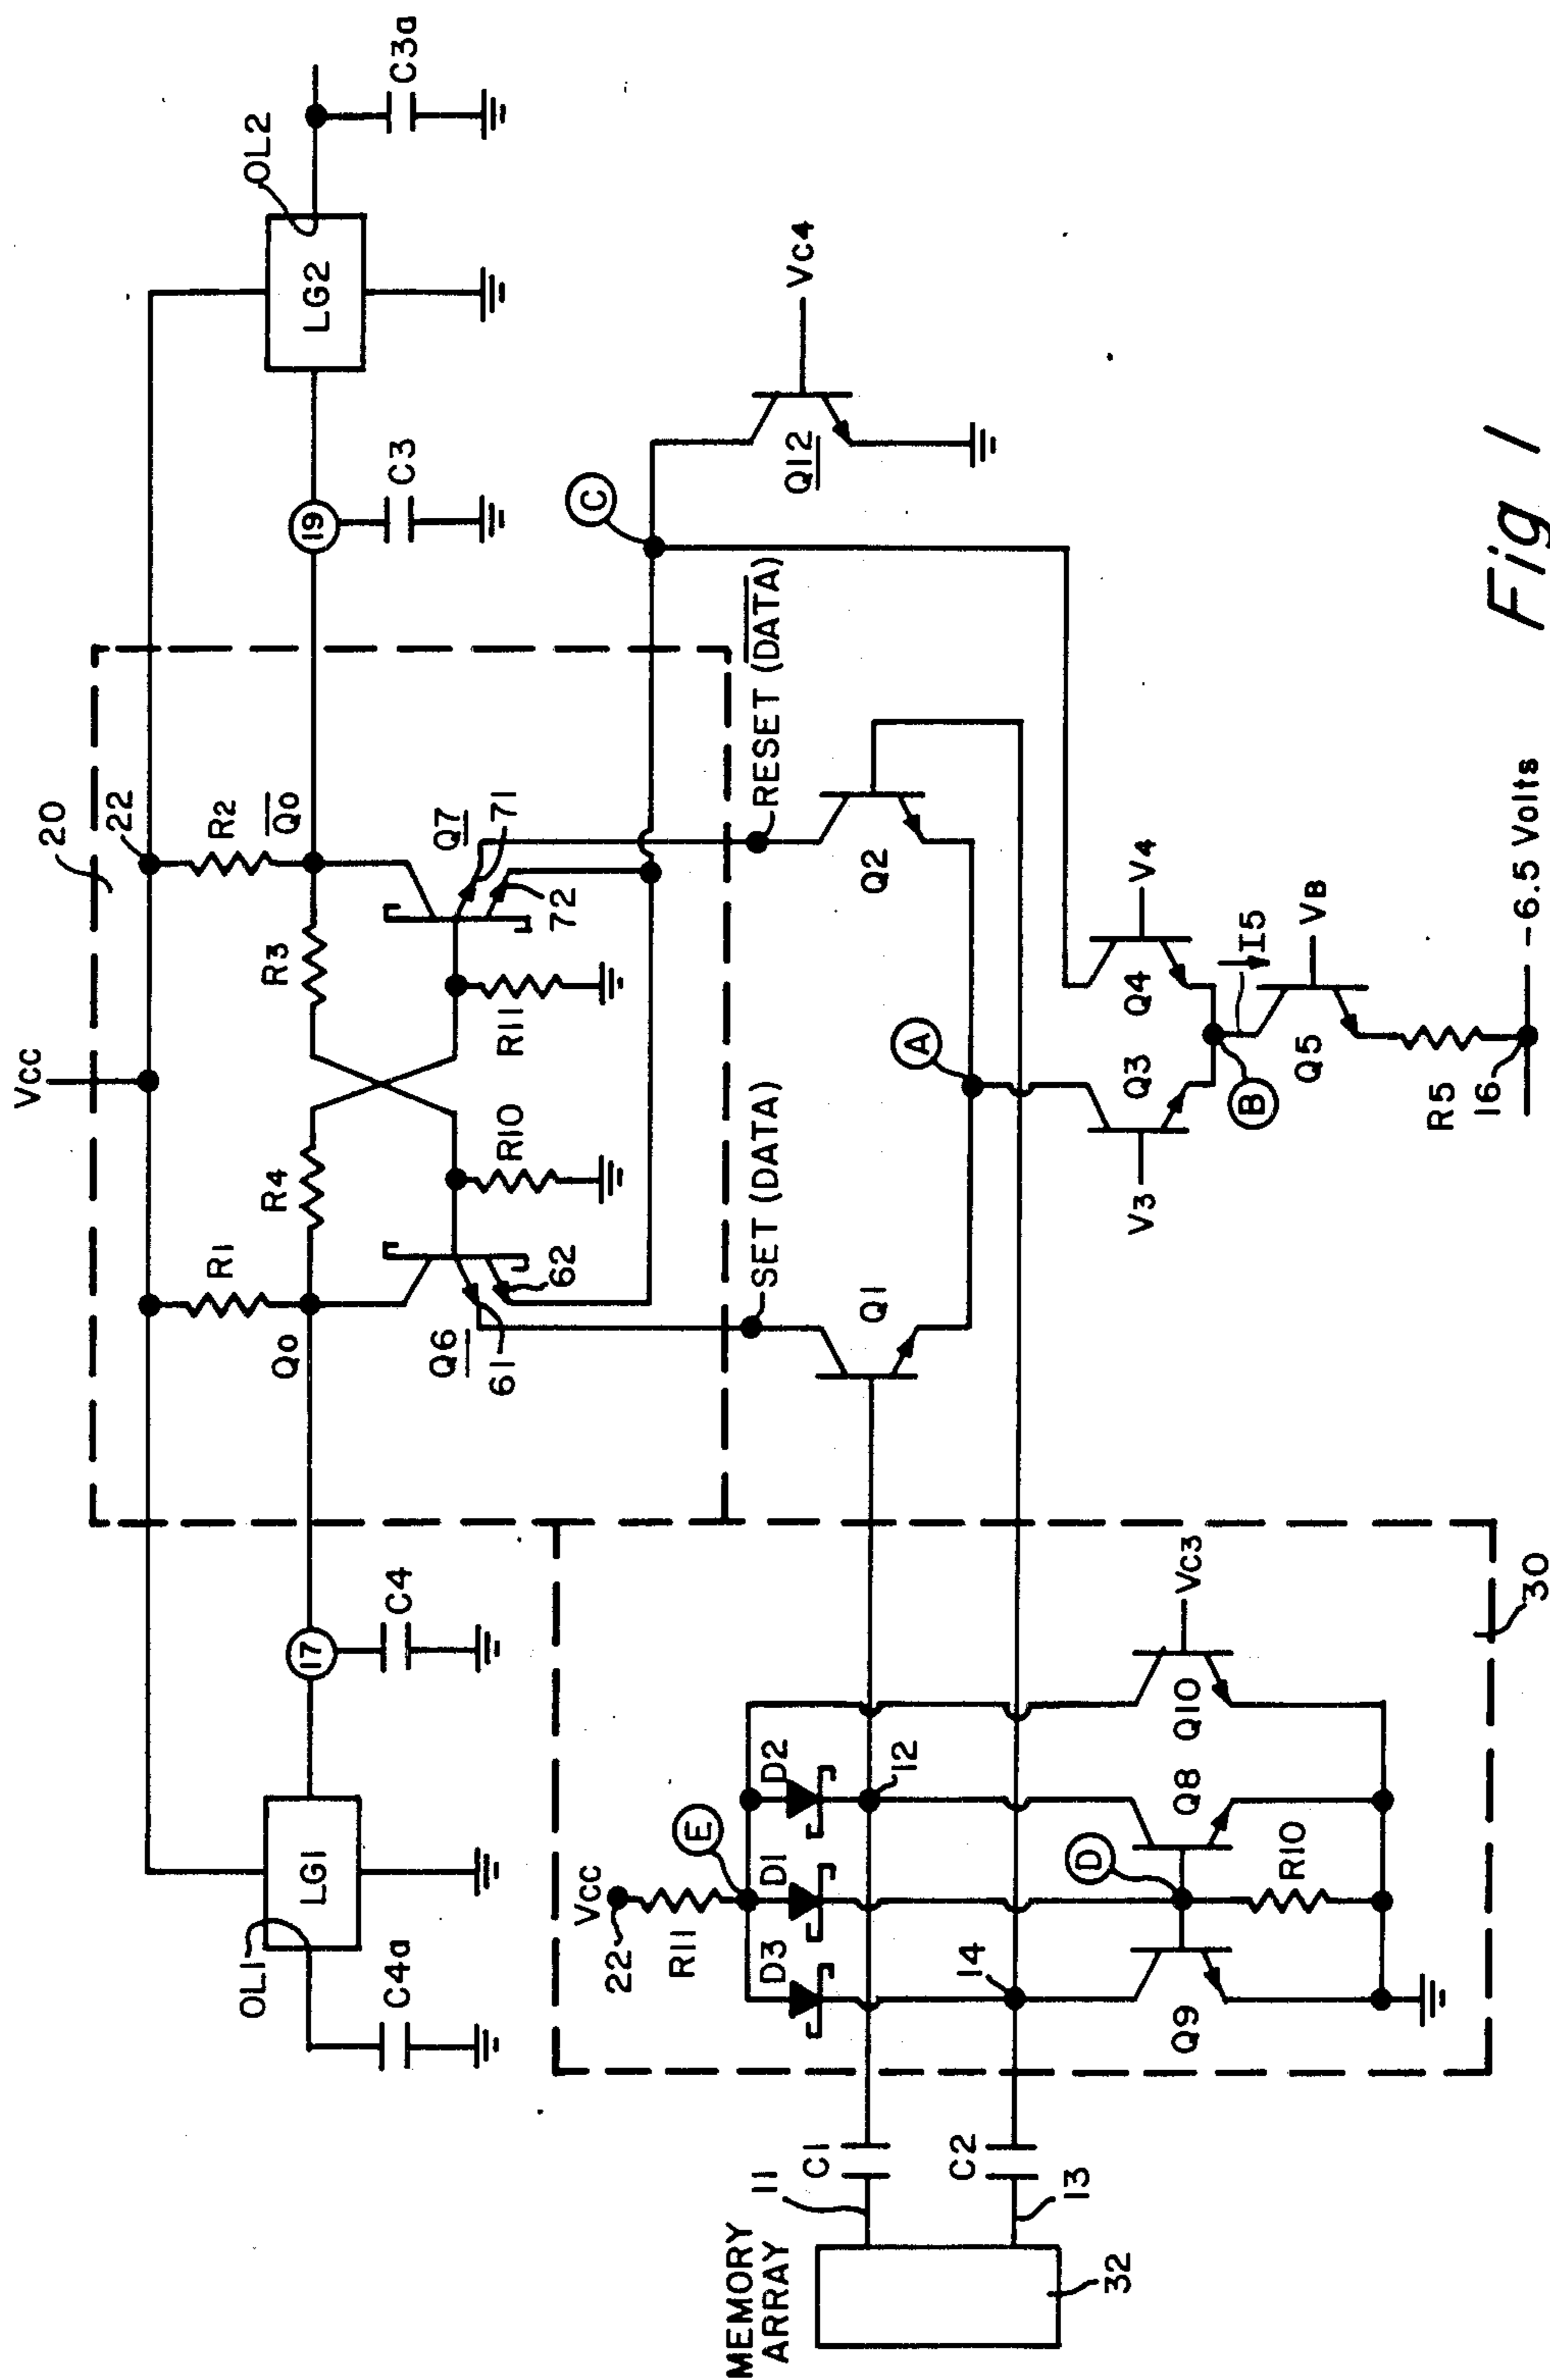 Vcc
20
22
R1
R2
Q0
Q̅0̅
R4
R3
OL1
LG1
17
C4
C4a
19
C3
LG2
OL2
C3a
Q6
61
62
R10
R11
Q7
71
72
C
Q12
Vc4
SET (DATA)
RESET (D̅A̅T̅A̅)
Q1
Q2
A
V3
Q3
Q4
V4
B
I5
Q5
VB
R5
16
-6.5 Volts
Vcc
22
R11
E
D3
D1
D2
12
14
D
Q9
Q8
R10
Q10
Vc3
30
MEMORY
ARRAY
11
C1
C2
13
32
Fig 1